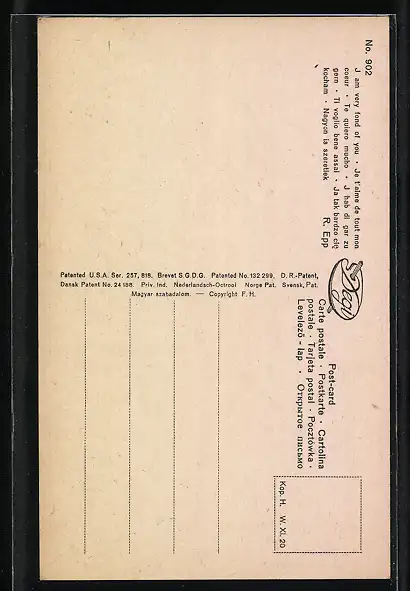 No. 902
J am very fond of you · Je t'aime de tout mon
coeur · Te quiero mucho · J hab di gar zu
gern · Ti voglio bene assai · Ja tak bardzo cię
kocham · Nagyon is szeretlek
R. Epp
Patented U.S.A. Ser. 257, 818. Brevet S.G.D.G. Patented No. 132 299, D. R.-Patent,
Dansk Patent No. 24 198. Priv. Ind. Nederlandsch-Octrooi Norge Pat. Svensk, Pat.
Magyar szabadalom. — Copyright F. H.
Post-card
Carte postale · Postkarte · Cartolina
postale · Tarjeta postal · Pocztówka ·
Levelező-lap · Открытое письмо
Kop. H. W. XI. 20